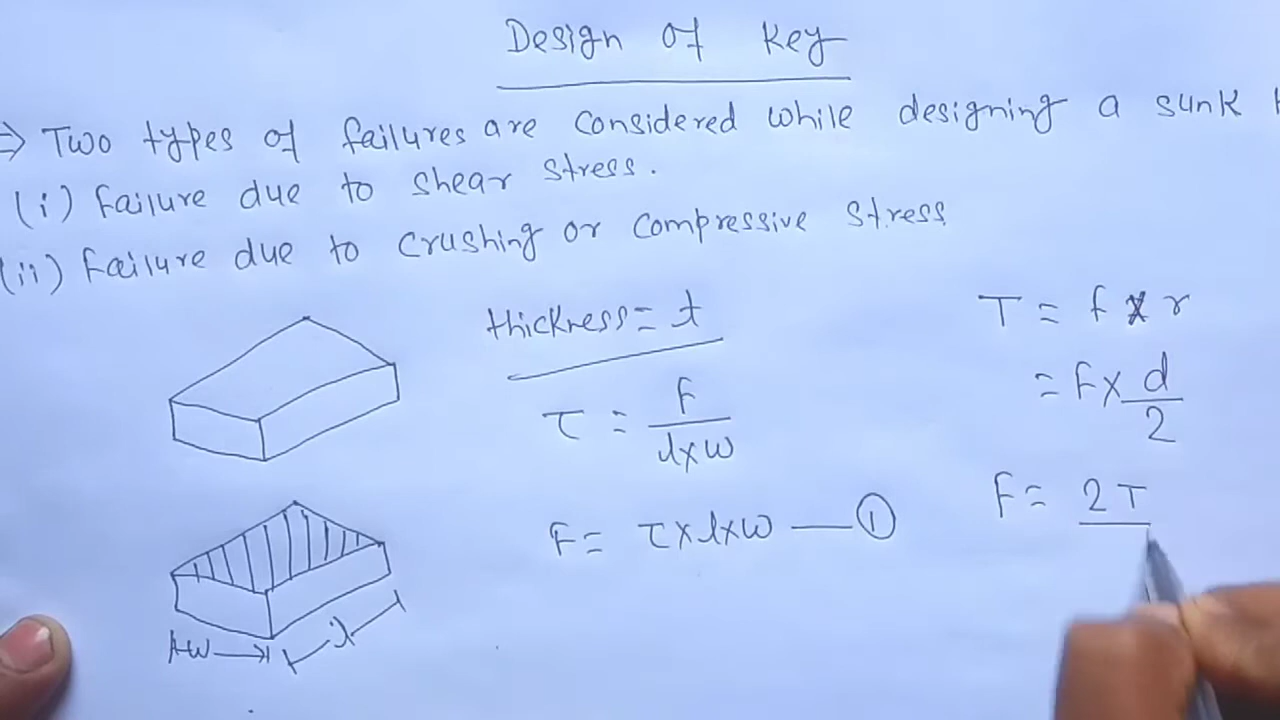 Design of Key
⇒ Two types of failures are considered while designing a sunk
(i) Failure due to shear stress.
(ii) Failure due to crushing or compressive stress
thickness = t
τ = F / l×w
F = τ×l×w — ①
w
l
T = F × r
= F × d/2
F = 2T